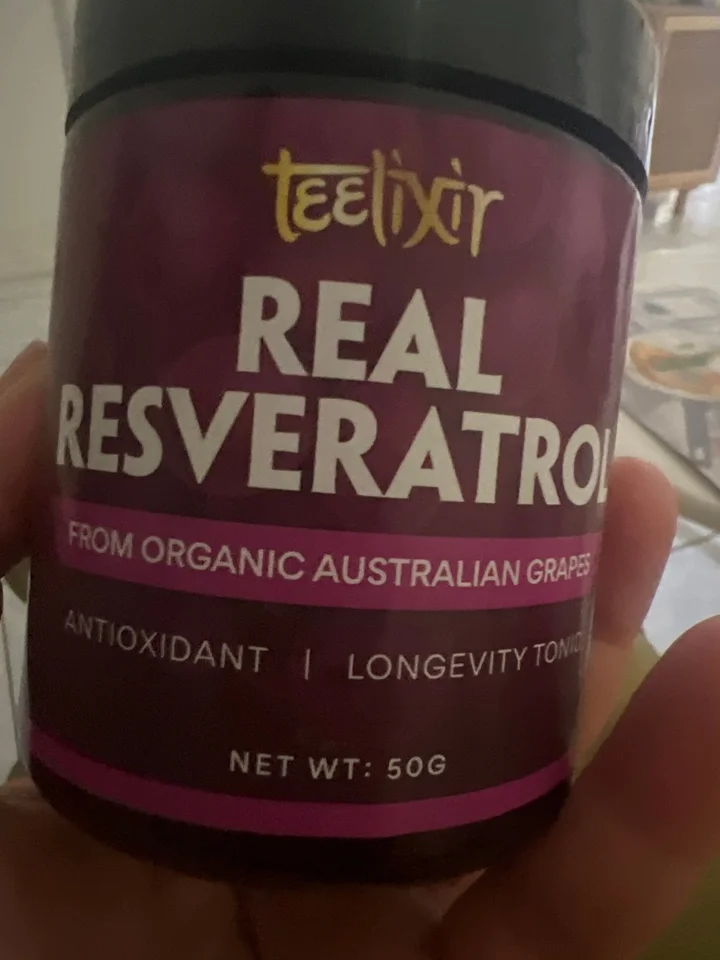 teelixir
REAL
RESVERATROL
FROM ORGANIC AUSTRALIAN GRAPES
ANTIOXIDANT | LONGEVITY TONIC
NET WT: 50G